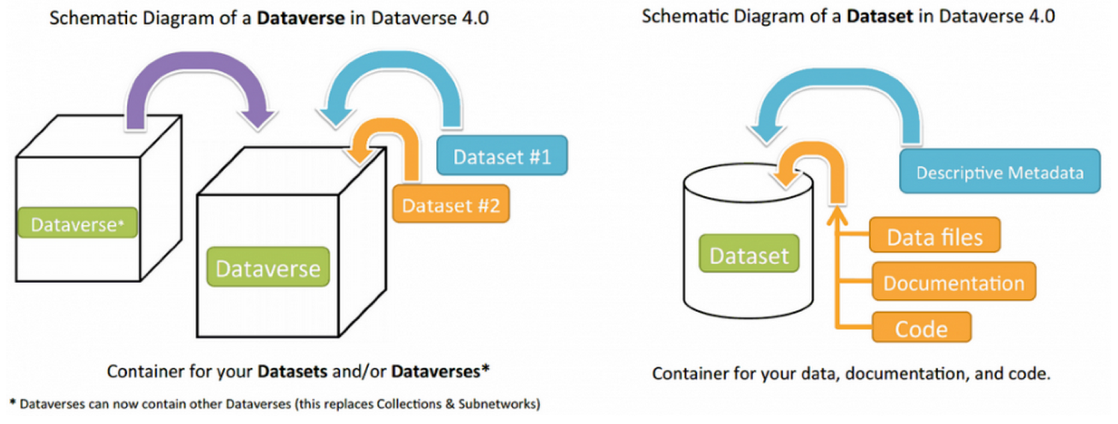 Schematic Diagram of a Dataverse in Dataverse 4.0
Dataset #1
Dataset #2
Dataverse*
Dataverse
Container for your Datasets and/or Dataverses*
* Dataverses can now contain other Dataverses (this replaces Collections & Subnetworks)
Schematic Diagram of a Dataset in Dataverse 4.0
Descriptive Metadata
Data files
Dataset
Documentation
Code
Container for your data, documentation, and code.